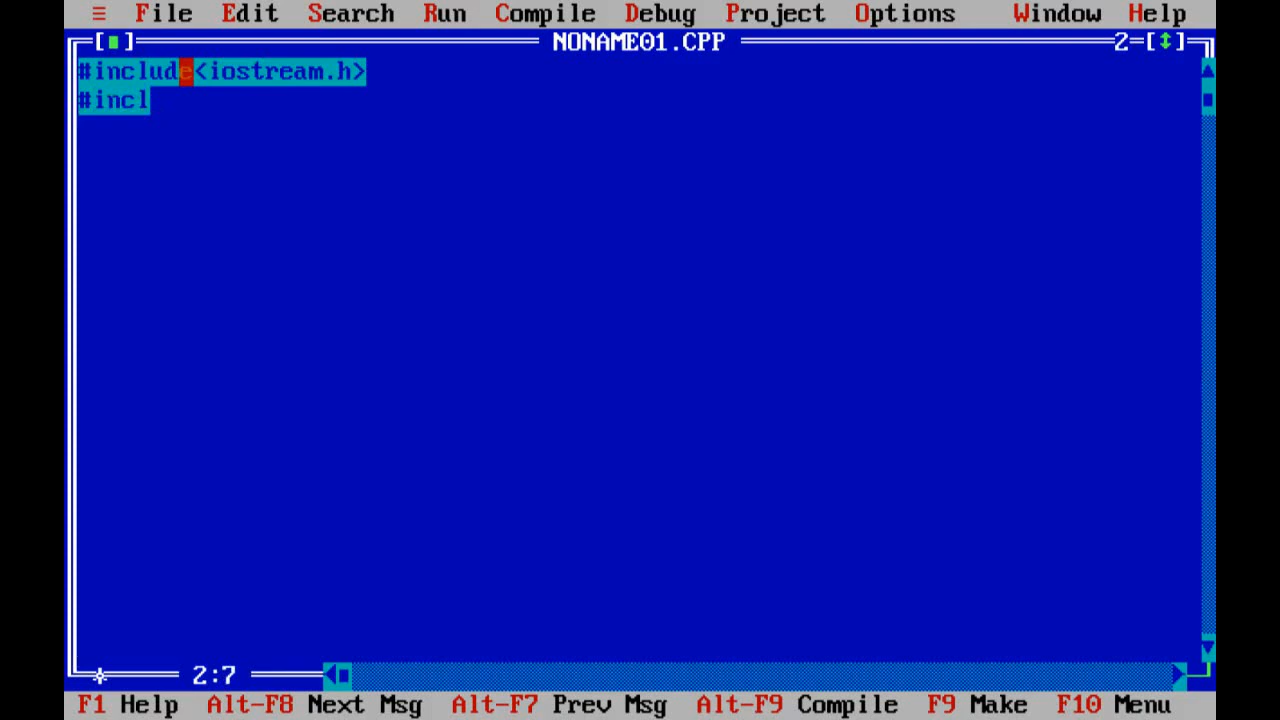 ≡ File Edit Search Run Compile Debug Project Options Window Help
[■] NONAME01.CPP 2=[↕]
#include<iostream.h>
#incl
2:7
F1 Help Alt-F8 Next Msg Alt-F7 Prev Msg Alt-F9 Compile F9 Make F10 Menu